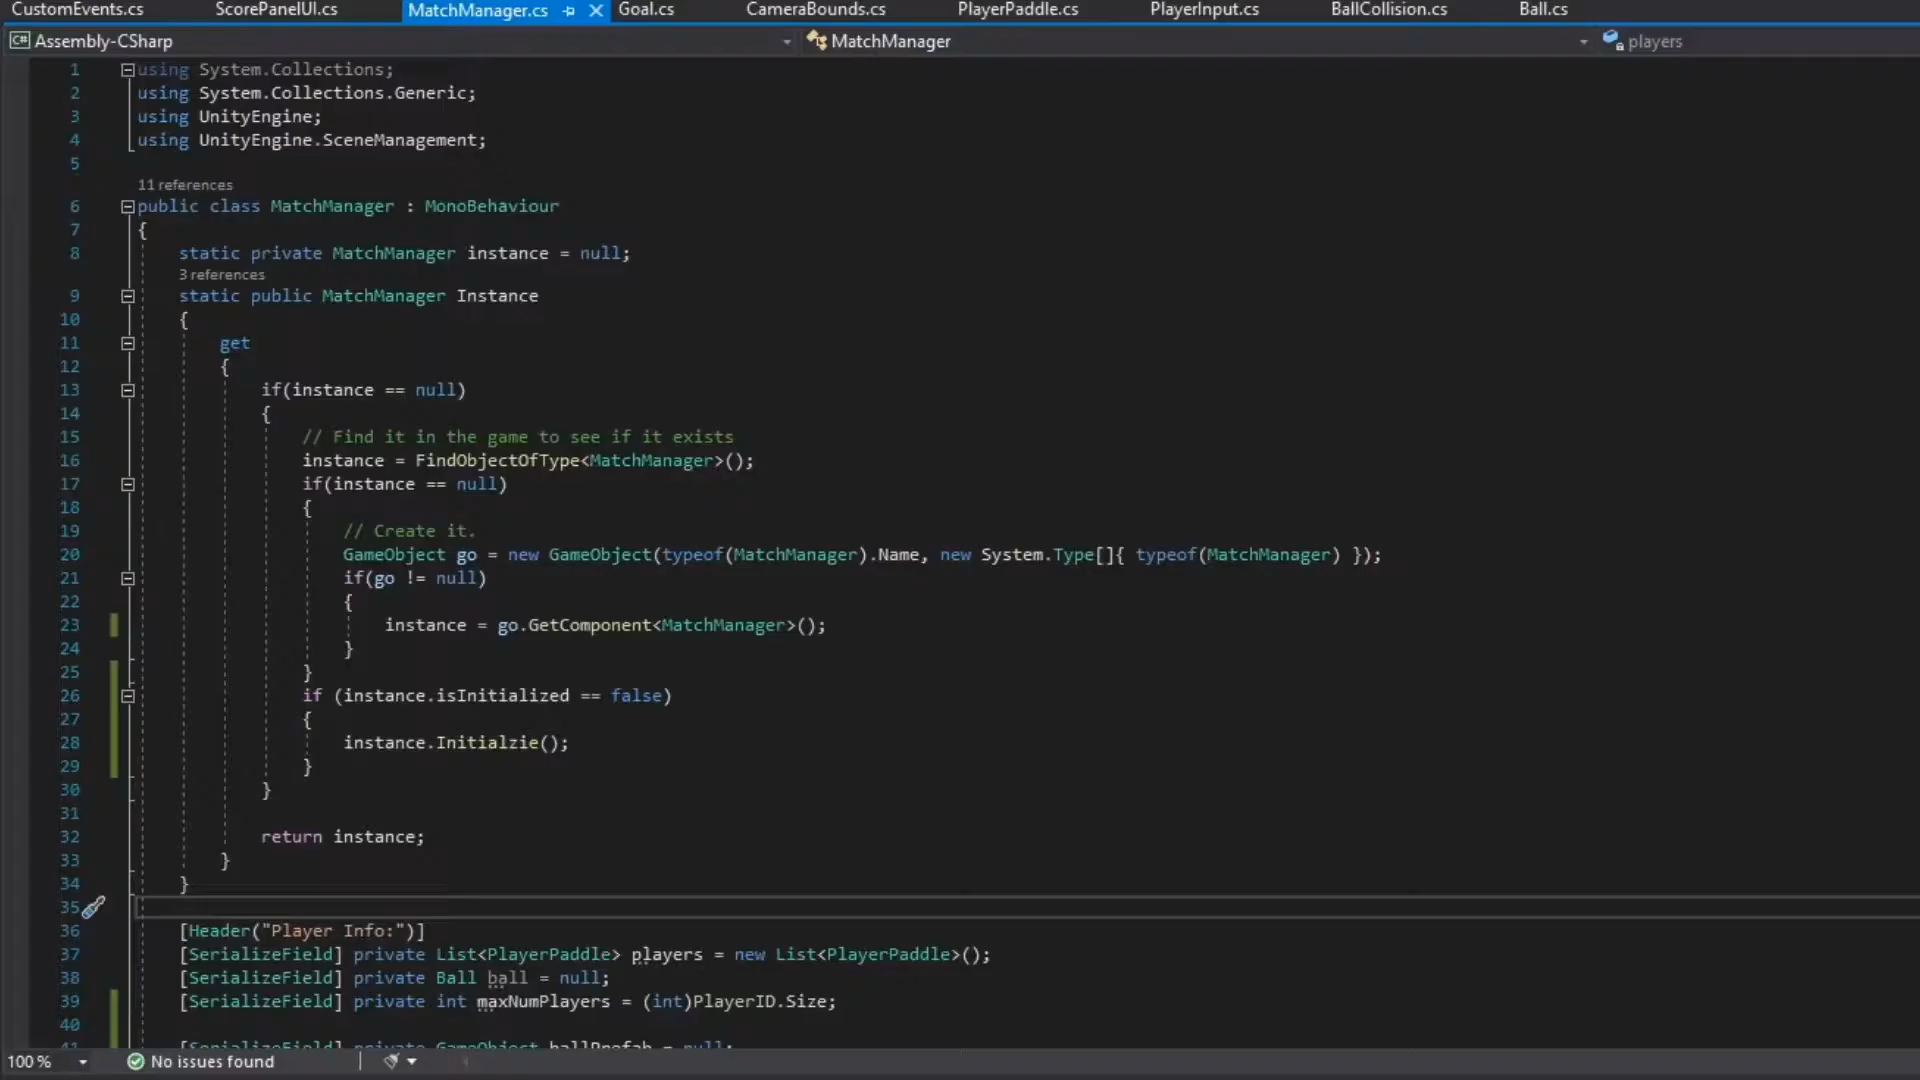 CustomEvents.cs ScorePanelUI.cs MatchManager.cs Goal.cs CameraBounds.cs PlayerPaddle.cs PlayerInput.cs BallCollision.cs Ball.cs
C# Assembly-CSharp MatchManager players
1 using System.Collections;
2 using System.Collections.Generic;
3 using UnityEngine;
4 using UnityEngine.SceneManagement;
5
11 references
6 public class MatchManager : MonoBehaviour
7 {
8 static private MatchManager instance = null;
3 references
9 static public MatchManager Instance
10 {
11 get
12 {
13 if(instance == null)
14 {
15 // Find it in the game to see if it exists
16 instance = FindObjectOfType<MatchManager>();
17 if(instance == null)
18 {
19 // Create it.
20 GameObject go = new GameObject(typeof(MatchManager).Name, new System.Type[]{ typeof(MatchManager) });
21 if(go != null)
22 {
23 instance = go.GetComponent<MatchManager>();
24 }
25 }
26 if (instance.isInitialized == false)
27 {
28 instance.Initialzie();
29 }
30 }
31
32 return instance;
33 }
34 }
35
36 [Header("Player Info:")]
37 [SerializeField] private List<PlayerPaddle> players = new List<PlayerPaddle>();
38 [SerializeField] private Ball ball = null;
39 [SerializeField] private int maxNumPlayers = (int)PlayerID.Size;
40
41 [SerializeField] private GameObject ballPrefab = null;
100 % No issues found